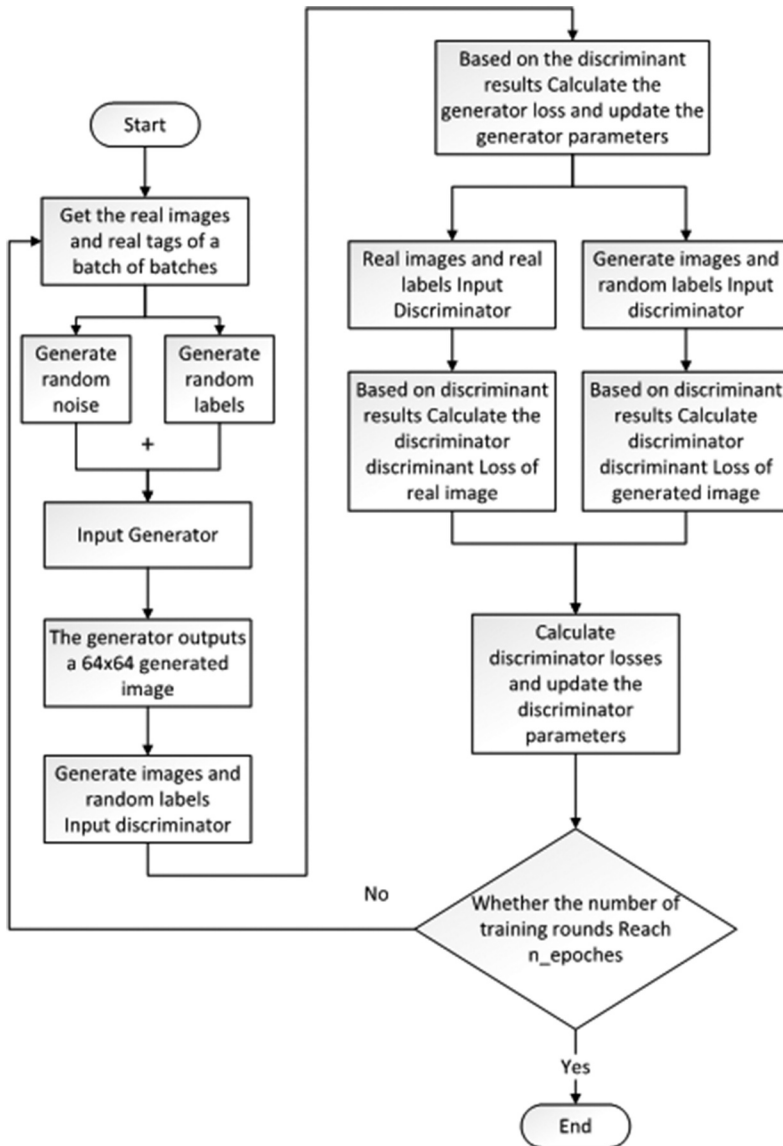 Start
Get the real images
and real tags of a
batch of batches
Generate
random
noise
Generate
random
labels
+
Input Generator
The generator outputs
a 64x64 generated
image
Generate images and
random labels
Input discriminator
Based on the discriminant
results Calculate the
generator loss and update the
generator parameters
Real images and real
labels Input
Discriminator
Generate images and
random labels Input
discriminator
Based on discriminant
results Calculate the
discriminator
discriminant Loss of
real image
Based on discriminant
results Calculate
discriminator
discriminant Loss of
generated image
Calculate
discriminator losses
and update the
discriminator
parameters
Whether the number of
training rounds Reach
n_epoches
No
Yes
End